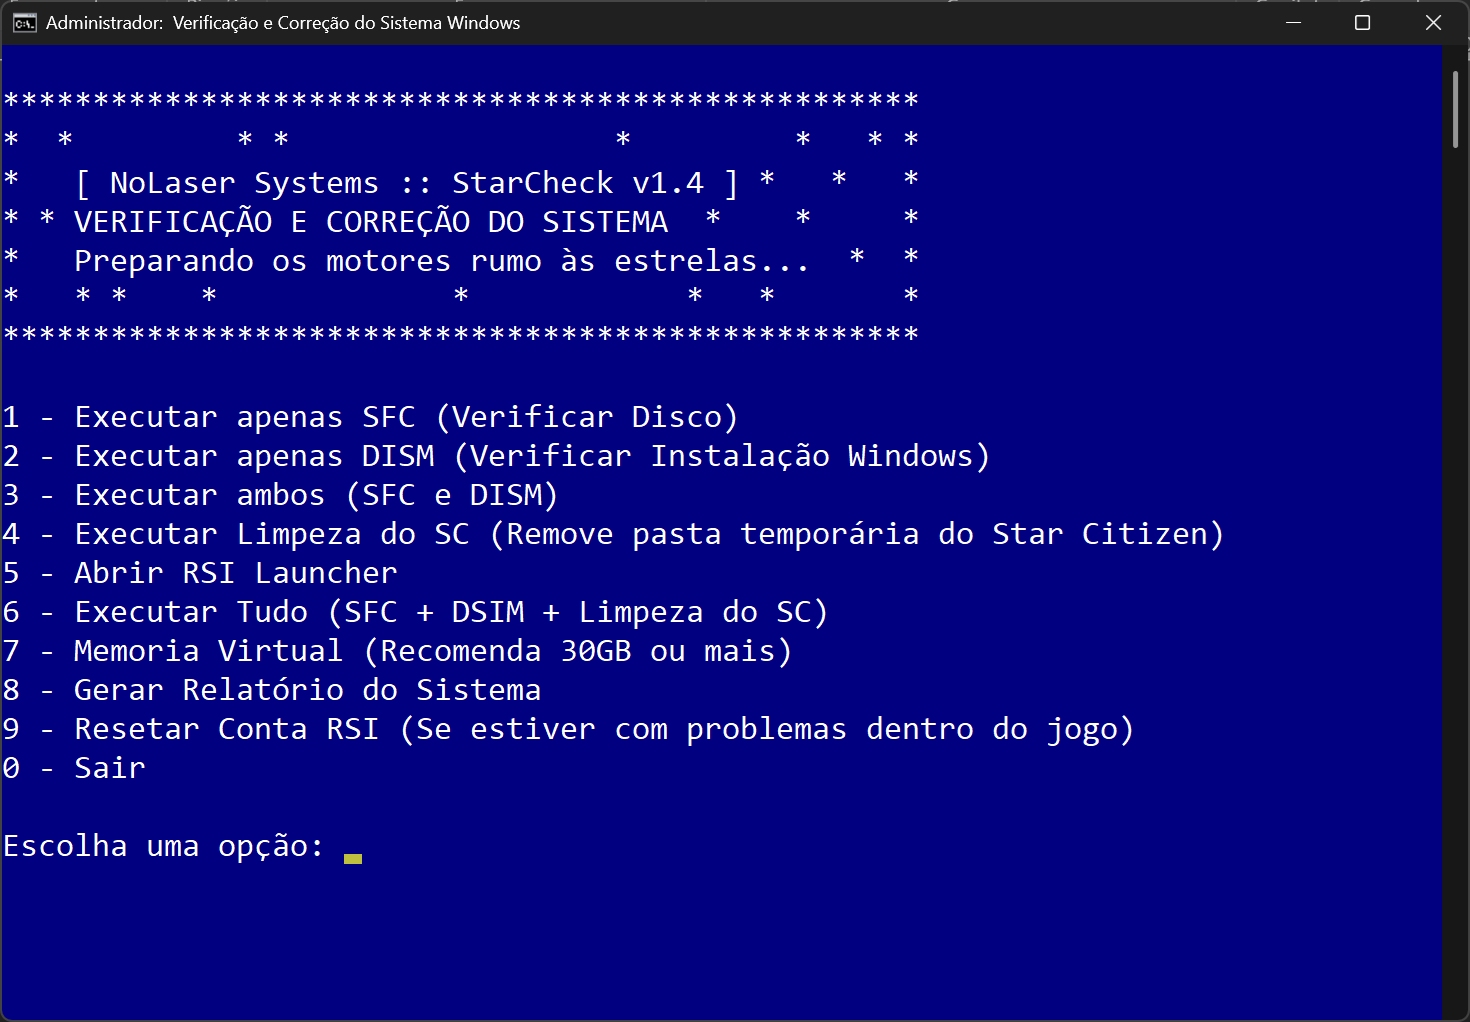 Administrador:  Verificação e Correção do Sistema Windows
***************************************************
*  *         * *                  *         *   * *
*   [ NoLaser Systems :: StarCheck v1.4 ] *   *   *
* * VERIFICAÇÃO E CORREÇÃO DO SISTEMA  *    *     *
*   Preparando os motores rumo às estrelas...  *  *
*   * *    *             *            *   *       *
***************************************************
1 - Executar apenas SFC (Verificar Disco)
2 - Executar apenas DISM (Verificar Instalação Windows)
3 - Executar ambos (SFC e DISM)
4 - Executar Limpeza do SC (Remove pasta temporária do Star Citizen)
5 - Abrir RSI Launcher
6 - Executar Tudo (SFC + DSIM + Limpeza do SC)
7 - Memoria Virtual (Recomenda 30GB ou mais)
8 - Gerar Relatório do Sistema
9 - Resetar Conta RSI (Se estiver com problemas dentro do jogo)
0 - Sair
Escolha uma opção: